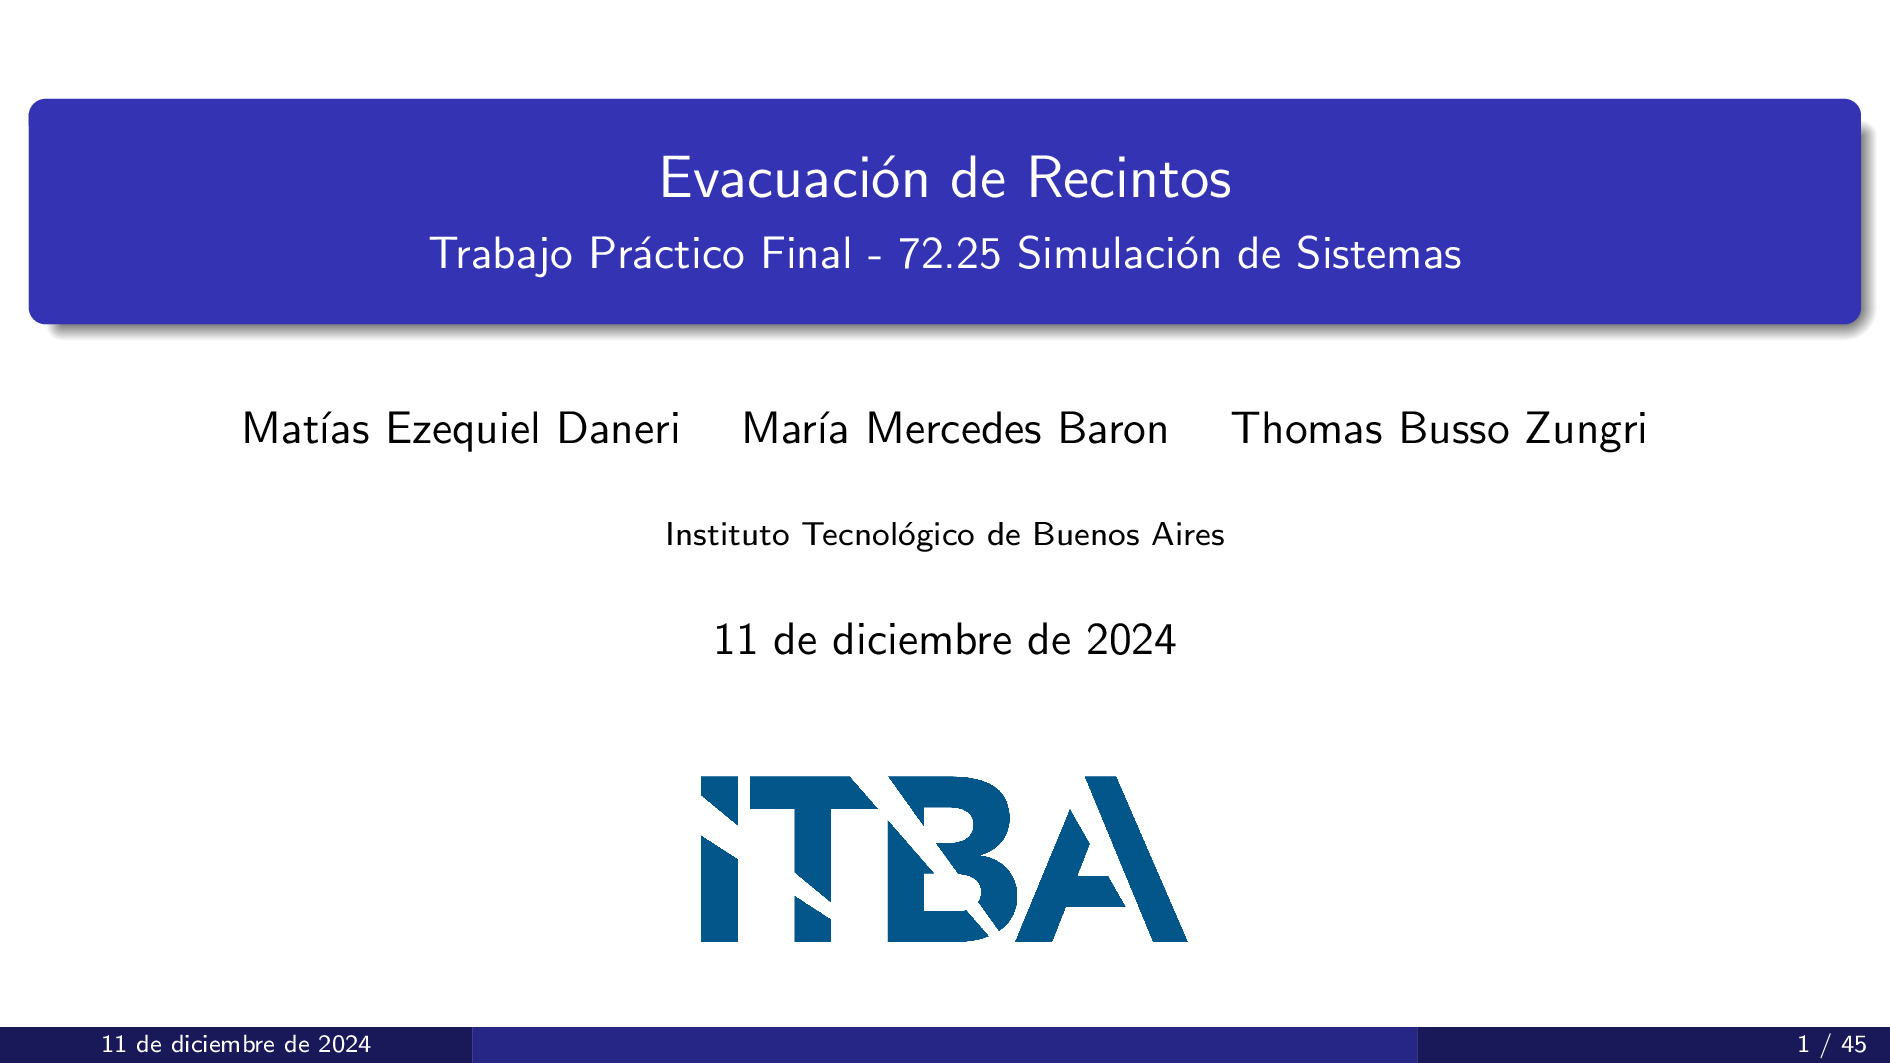 Evacuación de Recintos
Trabajo Práctico Final - 72.25 Simulación de Sistemas
Matías Ezequiel Daneri María Mercedes Baron Thomas Busso Zungri
Instituto Tecnológico de Buenos Aires
11 de diciembre de 2024
ITBA
11 de diciembre de 2024 1 / 45